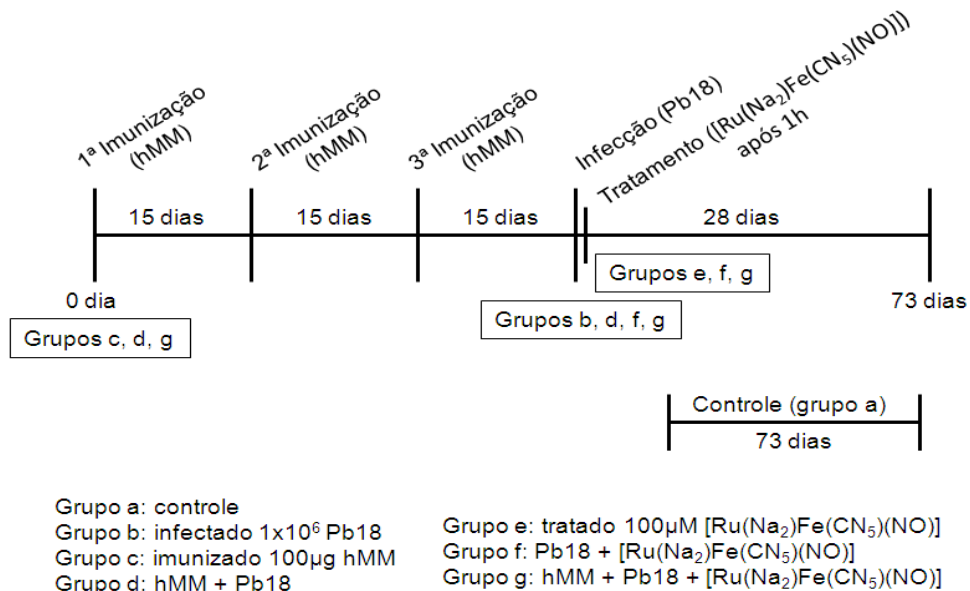 1ª Imunização
(hMM)
2ª Imunização
(hMM)
3ª Imunização
(hMM)
Infecção (Pb18)
Tratamento ([Ru(Na₂)Fe(CN₅)(NO)])
após 1h
15 dias
15 dias
15 dias
28 dias
Grupos e, f, g
0 dia
73 dias
Grupos c, d, g
Grupos b, d, f, g
Controle (grupo a)
73 dias
Grupo a: controle
Grupo b: infectado 1x10⁶ Pb18
Grupo c: imunizado 100µg hMM
Grupo d: hMM + Pb18
Grupo e: tratado 100µM [Ru(Na₂)Fe(CN₅)(NO)]
Grupo f: Pb18 + [Ru(Na₂)Fe(CN₅)(NO)]
Grupo g: hMM + Pb18 + [Ru(Na₂)Fe(CN₅)(NO)]